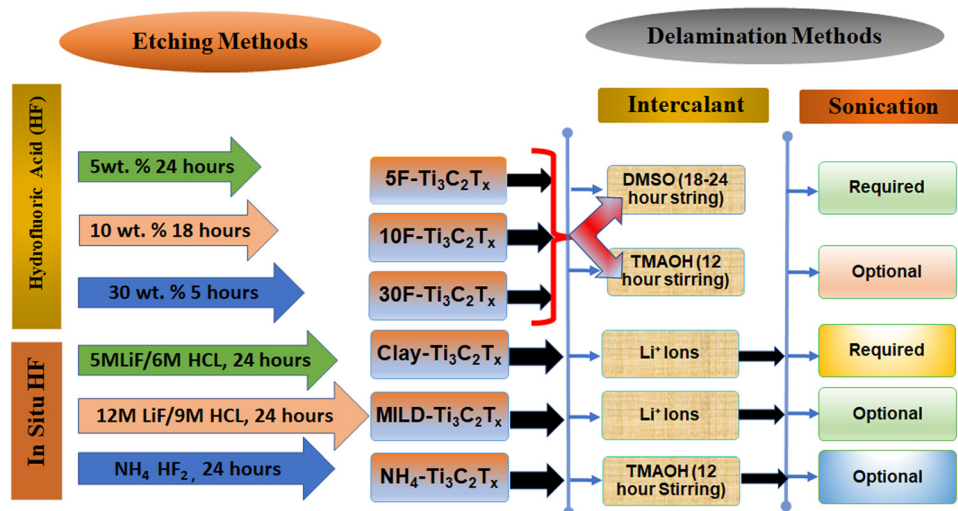 Etching Methods
Delamination Methods
Intercalant
Sonication
Hydrofluoric Acid (HF)
5wt. % 24 hours
10 wt. % 18 hours
30 wt. % 5 hours
5F-Ti₃C₂Tₓ
10F-Ti₃C₂Tₓ
30F-Ti₃C₂Tₓ
DMSO (18-24
hour string)
TMAOH (12
hour stirring)
Required
Optional
In Situ HF
5MLiF/6M HCL, 24 hours
Clay-Ti₃C₂Tₓ
Li⁺ Ions
Required
12M LiF/9M HCL, 24 hours
MILD-Ti₃C₂Tₓ
Li⁺ Ions
Optional
NH₄ HF₂, 24 hours
NH₄-Ti₃C₂Tₓ
TMAOH (12
hour Stirring)
Optional